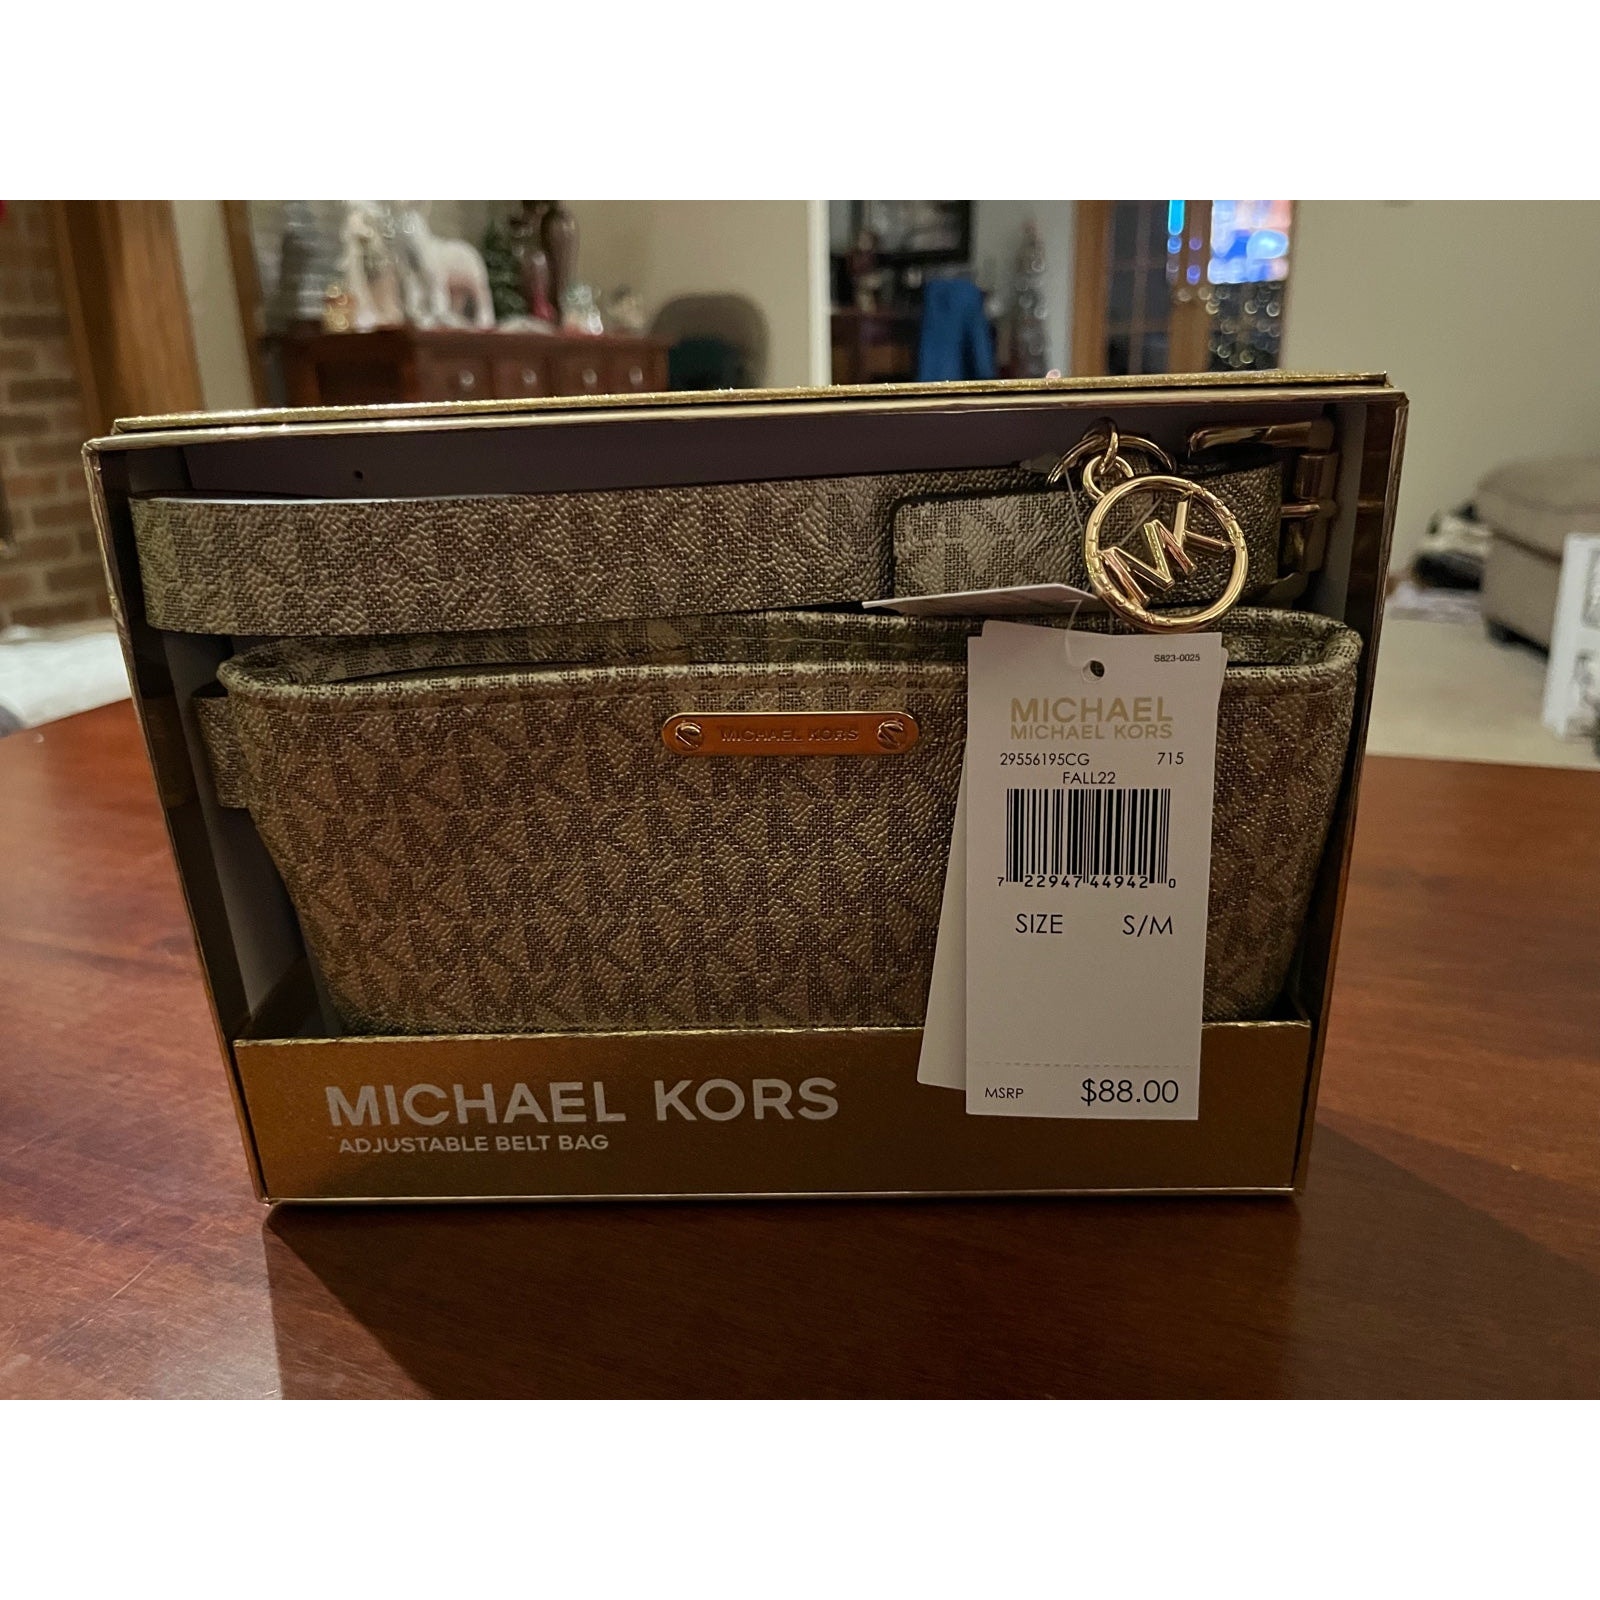 MK
MICHAEL KORS
S823-0025
MICHAEL
MICHAEL KORS
29556195CG 715
FALL22
7 22947 44942 0
SIZE S/M
MSRP $88.00
MICHAEL KORS
ADJUSTABLE BELT BAG